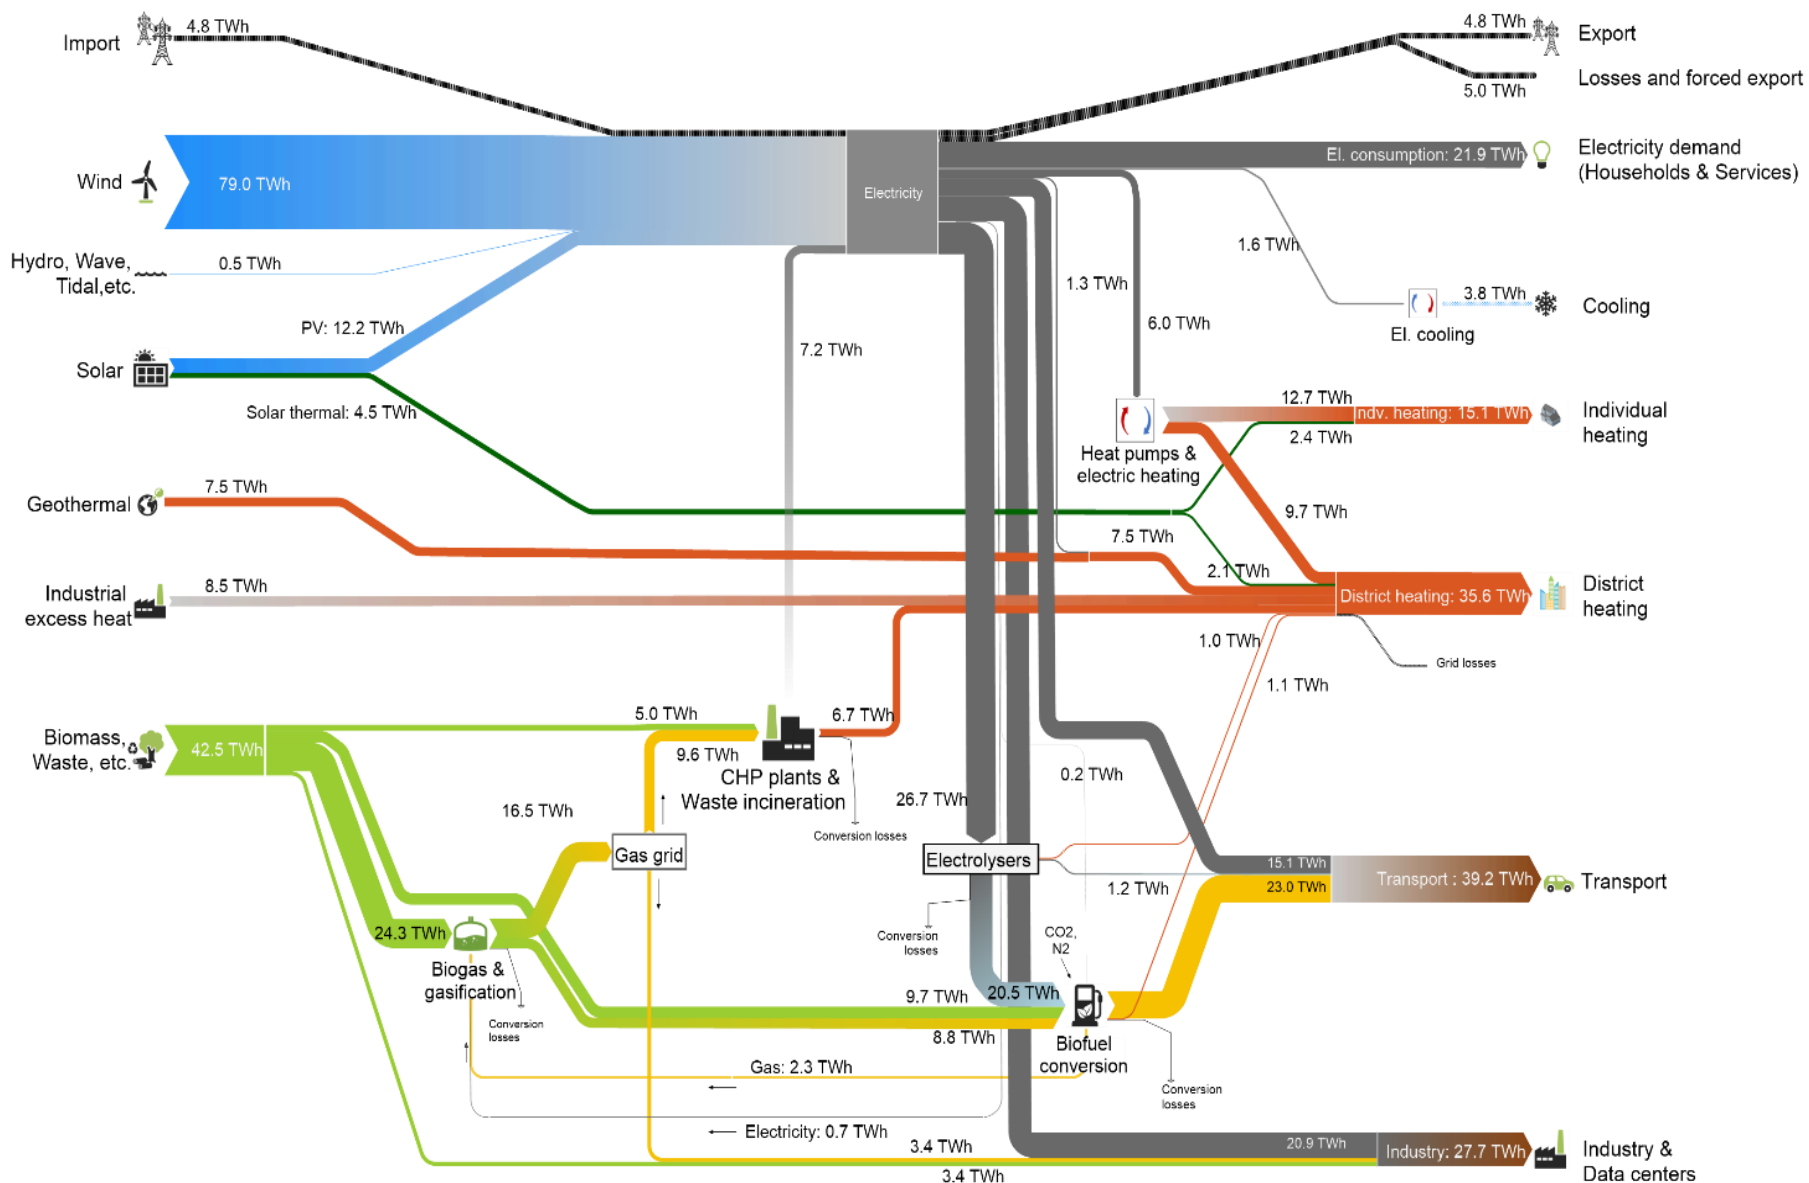 Import
4.8 TWh
4.8 TWh
Export
Losses and forced export
5.0 TWh
Wind
79.0 TWh
Electricity
El. consumption: 21.9 TWh
Electricity demand
(Households & Services)
Hydro, Wave,
Tidal,etc.
0.5 TWh
1.6 TWh
1.3 TWh
3.8 TWh
Cooling
El. cooling
PV: 12.2 TWh
6.0 TWh
7.2 TWh
Solar
Solar thermal: 4.5 TWh
12.7 TWh
Indv. heating: 15.1 TWh
2.4 TWh
Individual
heating
Heat pumps &
electric heating
Geothermal
7.5 TWh
9.7 TWh
7.5 TWh
2.1 TWh
Industrial
excess heat
8.5 TWh
District heating: 35.6 TWh
District
heating
1.0 TWh
Grid losses
1.1 TWh
Biomass,
Waste, etc.
42.5 TWh
5.0 TWh
6.7 TWh
9.6 TWh
CHP plants &
Waste incineration
Conversion losses
0.2 TWh
16.5 TWh
26.7 TWh
Gas grid
Electrolysers
1.2 TWh
15.1 TWh
23.0 TWh
Transport : 39.2 TWh
Transport
24.3 TWh
Biogas &
gasification
Conversion
losses
Conversion
losses
CO2,
N2
9.7 TWh
20.5 TWh
8.8 TWh
Biofuel
conversion
Gas: 2.3 TWh
Conversion
losses
Electricity: 0.7 TWh
3.4 TWh
3.4 TWh
20.9 TWh
Industry: 27.7 TWh
Industry &
Data centers